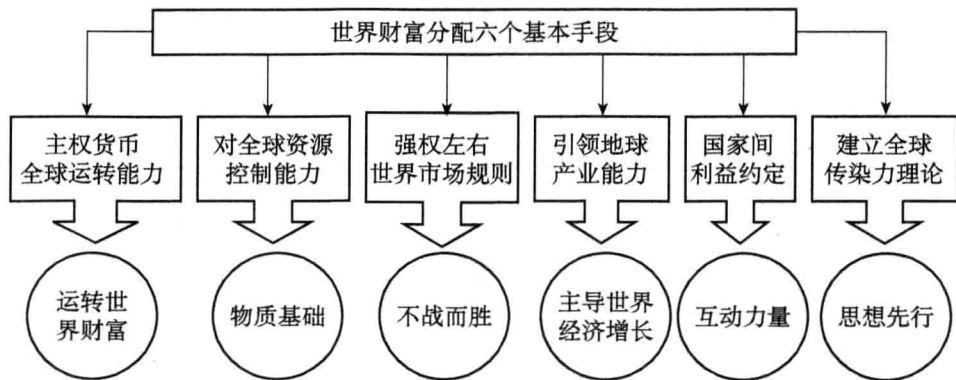 世界财富分配六个基本手段
主权货币
全球运转能力
对全球资源
控制能力
强权左右
世界市场规则
引领地球
产业能力
国家间
利益约定
建立全球
传染力理论
运转世
界财富
物质基础
不战而胜
主导世界
经济增长
互动力量
思想先行